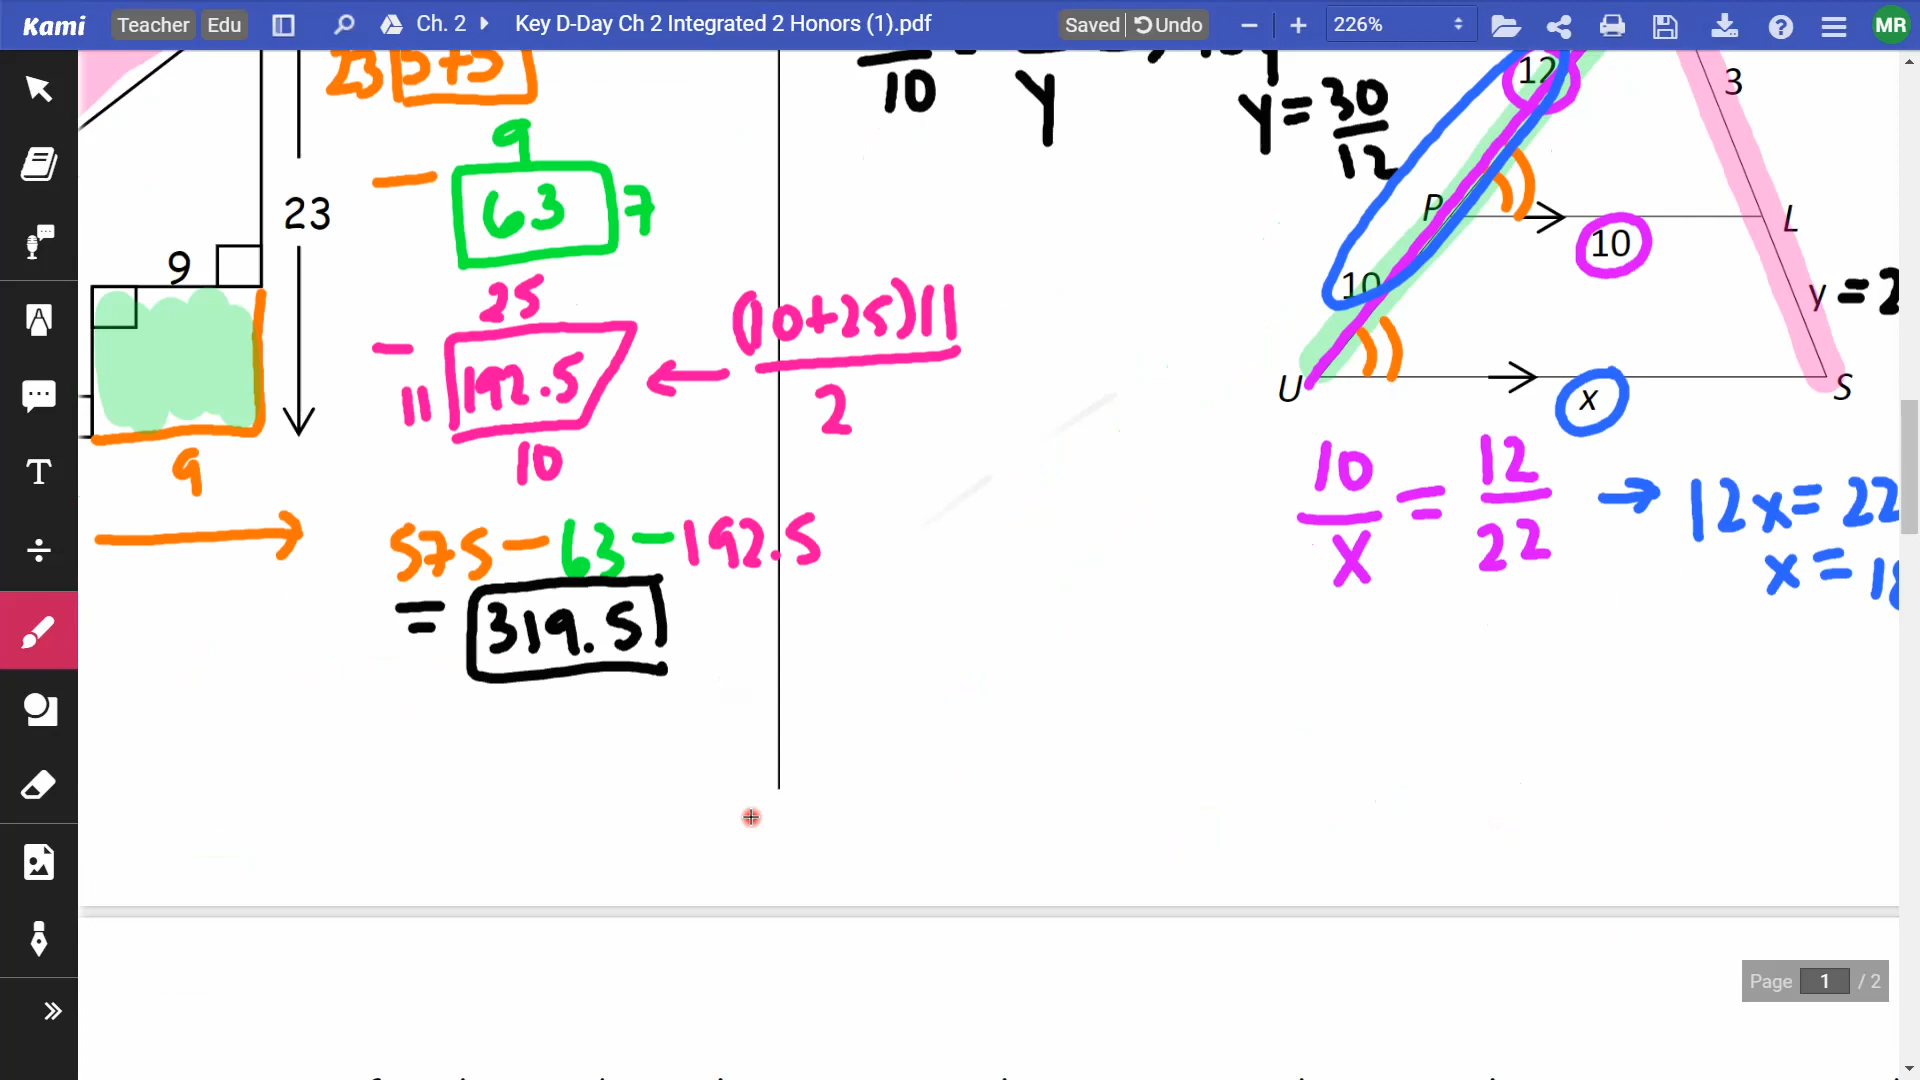 Kami Teacher Edu Ch. 2 Key D-Day Ch 2 Integrated 2 Honors (1).pdf Saved Undo 226% MR
9
23
9
9
63 7
25
11 192.5
10
(10+25)11
2
575-63-192.5
= 319.5
10
y
y=30
12
12
3
P
L
10
10
y = 2
U
x
S
10 = 12 → 12x= 22
x 22
x = 18
Page 1 / 2